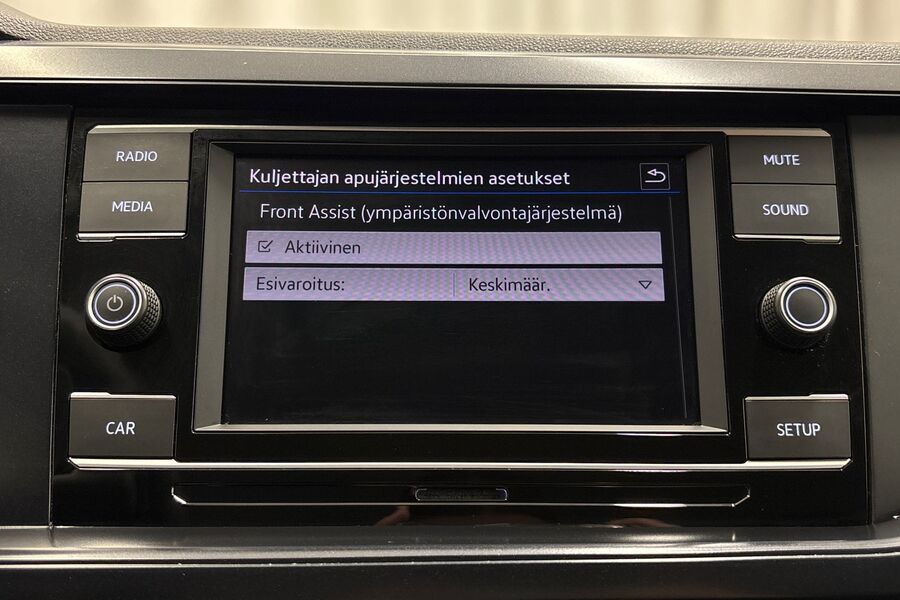 RADIO
MEDIA
Kuljettajan apujärjestelmien asetukset
Front Assist (ympäristönvalvontajärjestelmä)
Aktiivinen
Esivaroitus: Keskimäär.
MUTE
SOUND
CAR
SETUP